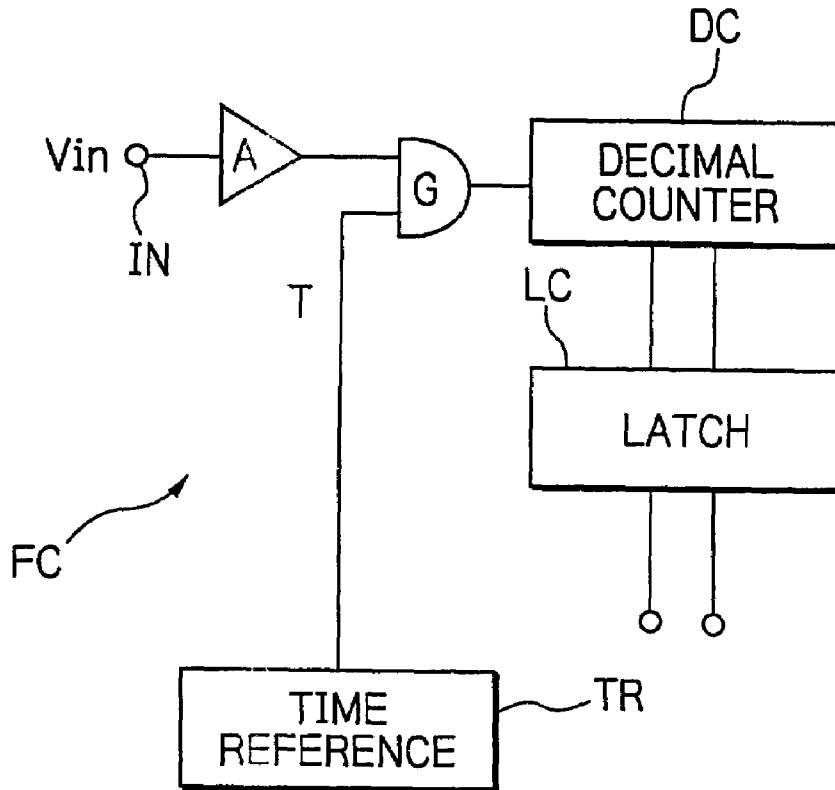 DC
Vin
A
G
DECIMAL
COUNTER
IN
T
LC
LATCH
FC
TIME
REFERENCE
TR